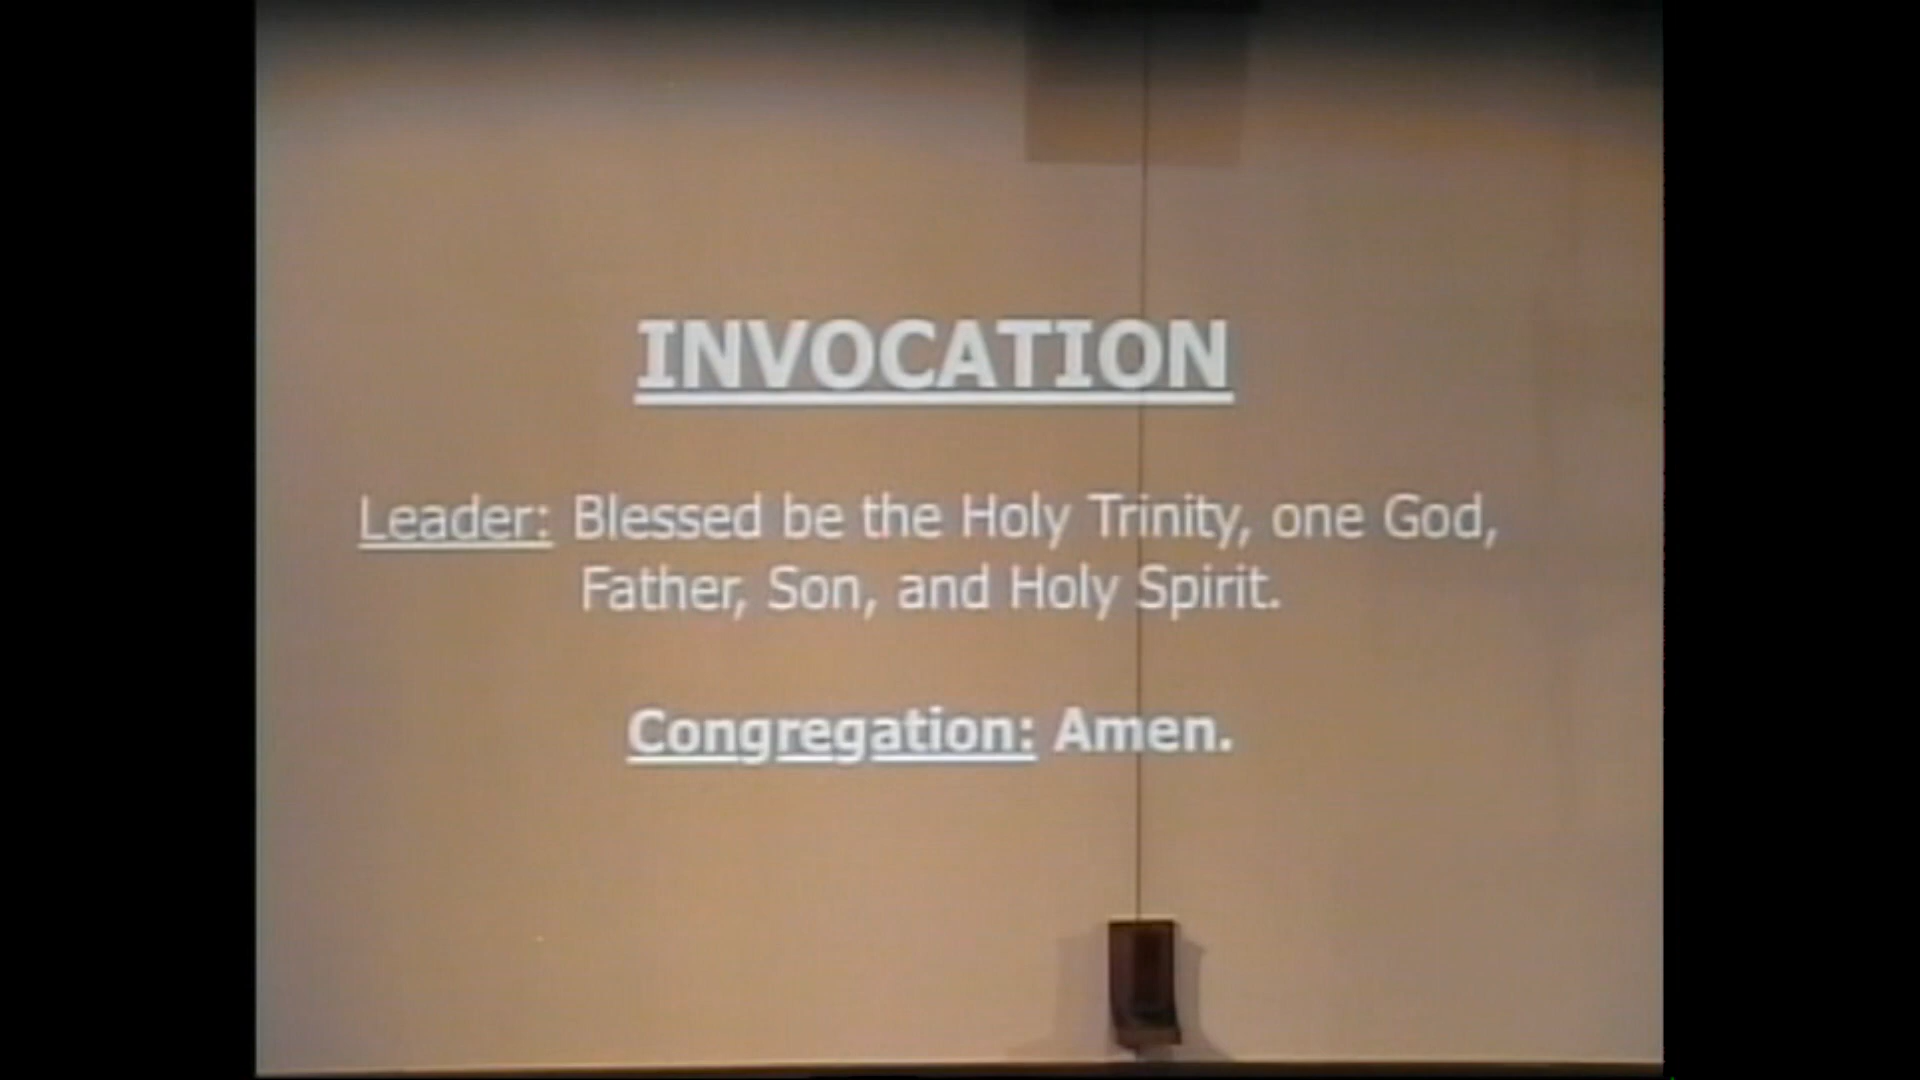 INVOCATION
Leader: Blessed be the Holy Trinity, one God,
Father, Son, and Holy Spirit.
Congregation: Amen.